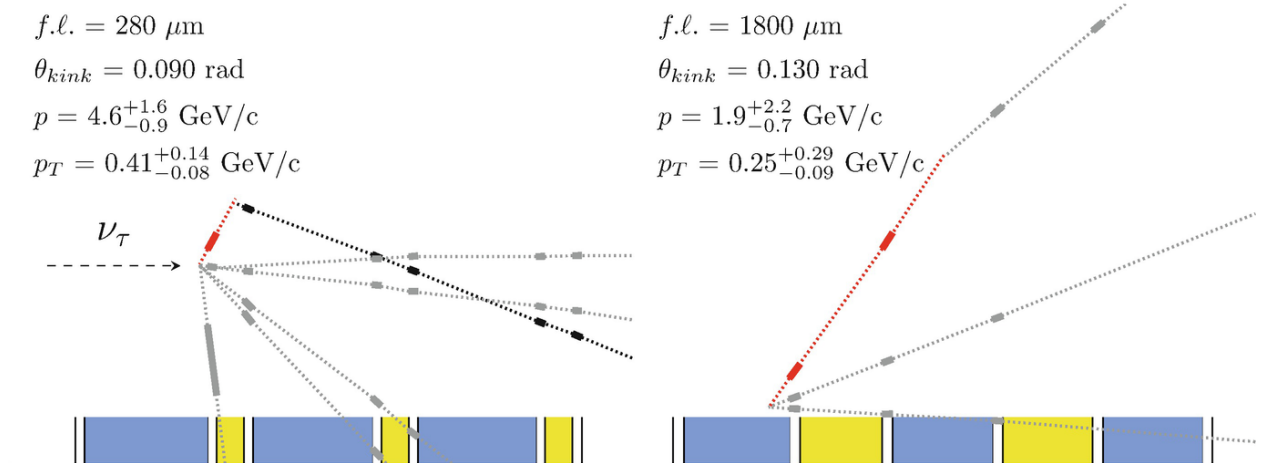 f.ℓ. = 280 μm
θ_kink = 0.090 rad
p = 4.6^{+1.6}_{−0.9} GeV/c
p_T = 0.41^{+0.14}_{−0.08} GeV/c
ν_τ
f.ℓ. = 1800 μm
θ_kink = 0.130 rad
p = 1.9^{+2.2}_{−0.7} GeV/c
p_T = 0.25^{+0.29}_{−0.09} GeV/c